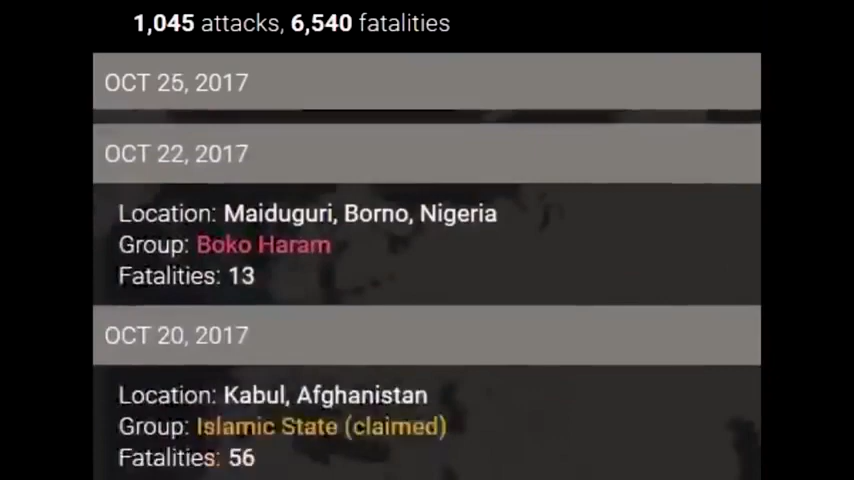 1,045 attacks, 6,540 fatalities
OCT 25, 2017
OCT 22, 2017
Location: Maiduguri, Borno, Nigeria
Group: Boko Haram
Fatalities: 13
OCT 20, 2017
Location: Kabul, Afghanistan
Group: Islamic State (claimed)
Fatalities: 56